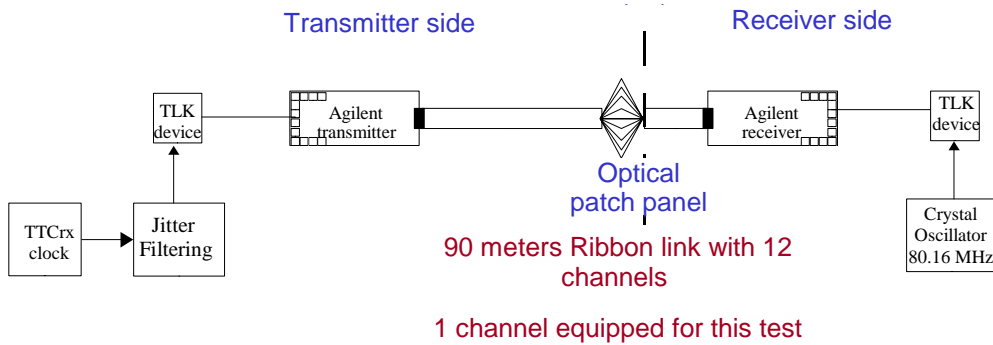 Transmitter side
Receiver side
TLK
device
Agilent
transmitter
Agilent
receiver
TLK
device
Optical
patch panel
TTCrx
clock
Jitter
Filtering
Crystal
Oscillator
80.16 MHz
90 meters Ribbon link with 12
channels
1 channel equipped for this test